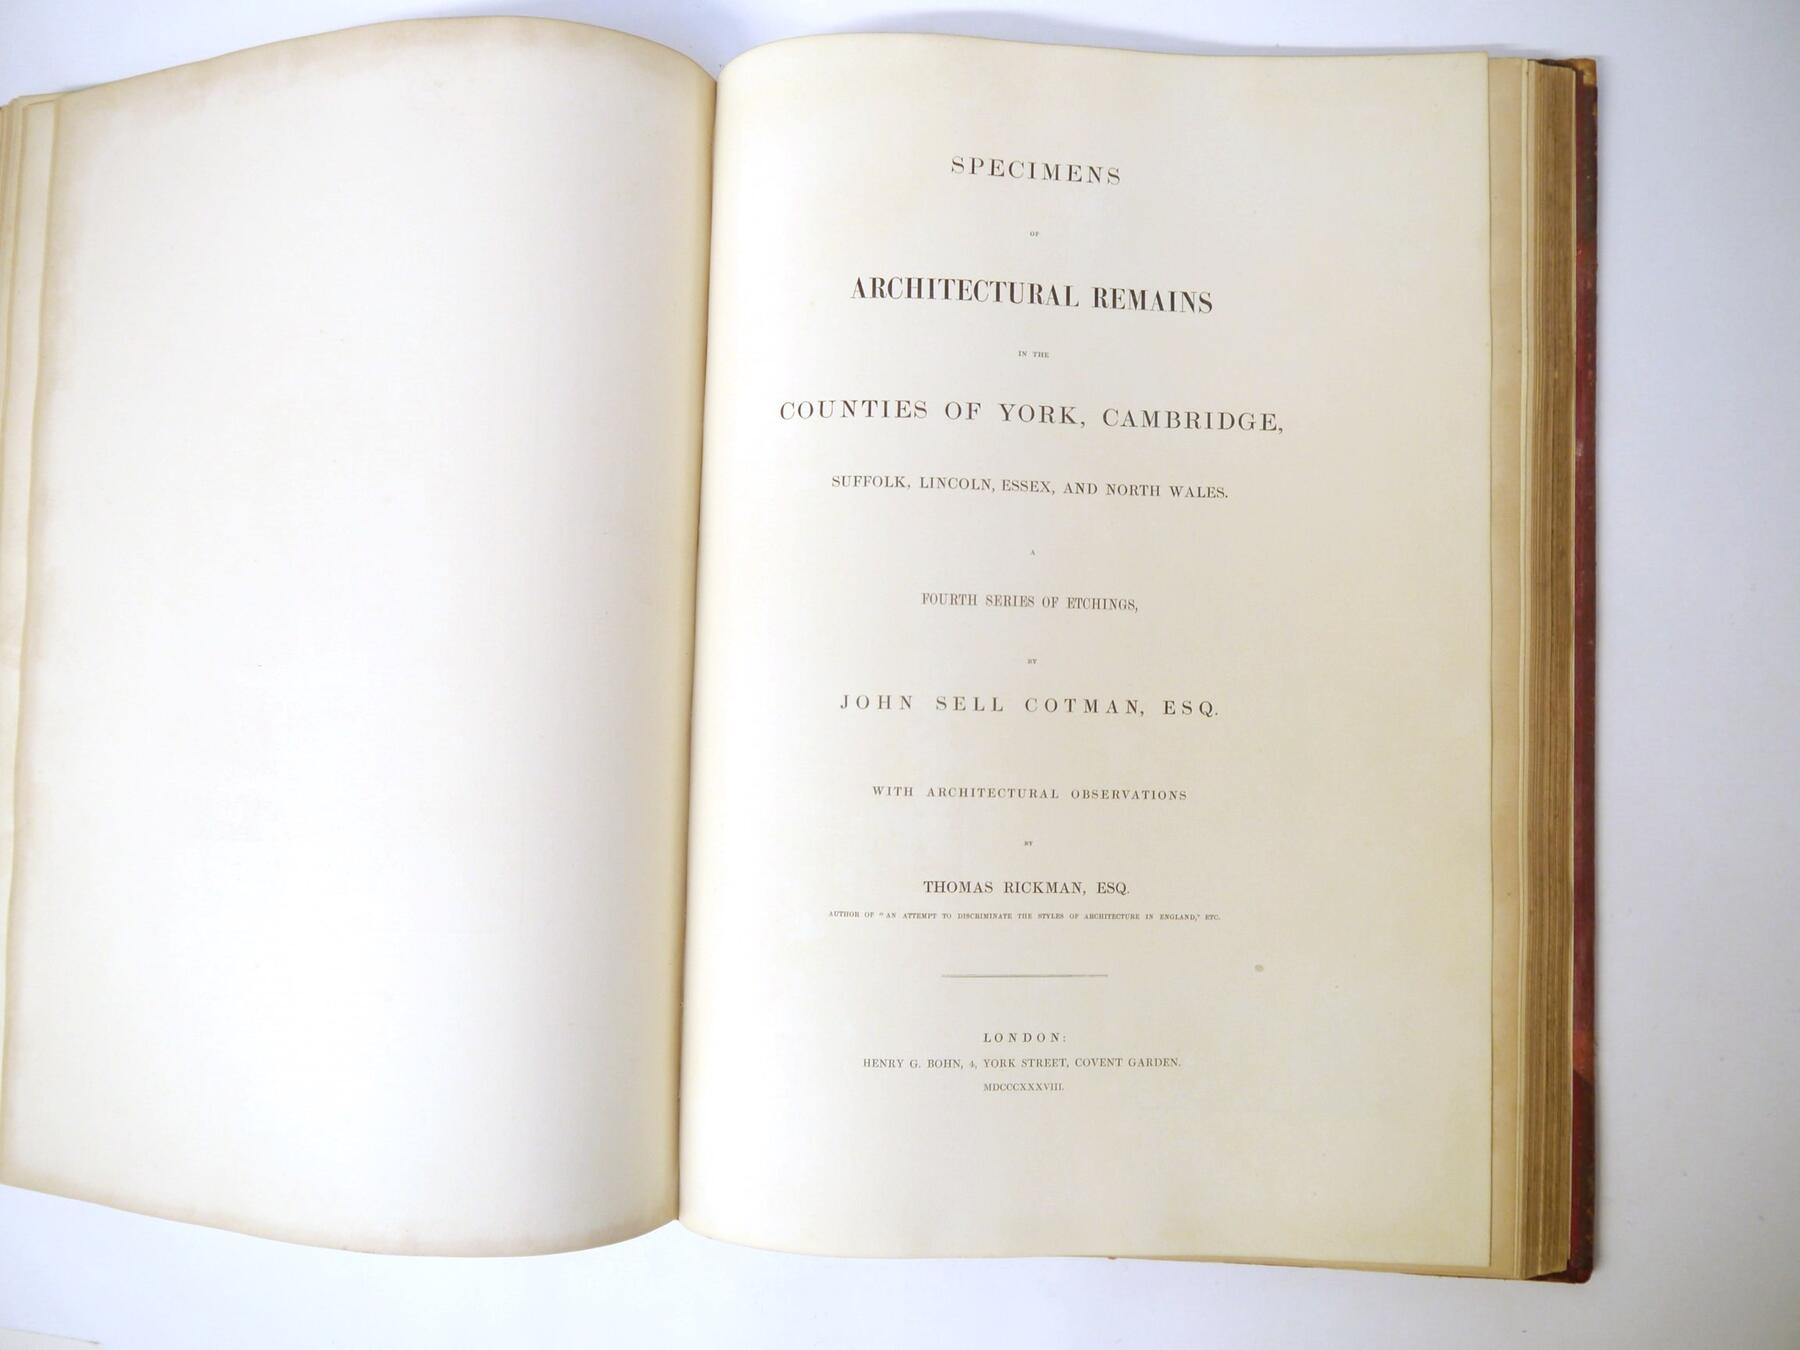 SPECIMENS
OF
ARCHITECTURAL REMAINS
IN THE
COUNTIES OF YORK, CAMBRIDGE,
SUFFOLK, LINCOLN, ESSEX, AND NORTH WALES.
A
FOURTH SERIES OF ETCHINGS,
BY
JOHN SELL COTMAN, ESQ.
WITH ARCHITECTURAL OBSERVATIONS
BY
THOMAS RICKMAN, ESQ.
AUTHOR OF "AN ATTEMPT TO DISCRIMINATE THE STYLES OF ARCHITECTURE IN ENGLAND," ETC.
LONDON:
HENRY G. BOHN, 4, YORK STREET, COVENT GARDEN.
MDCCCXXXVIII.